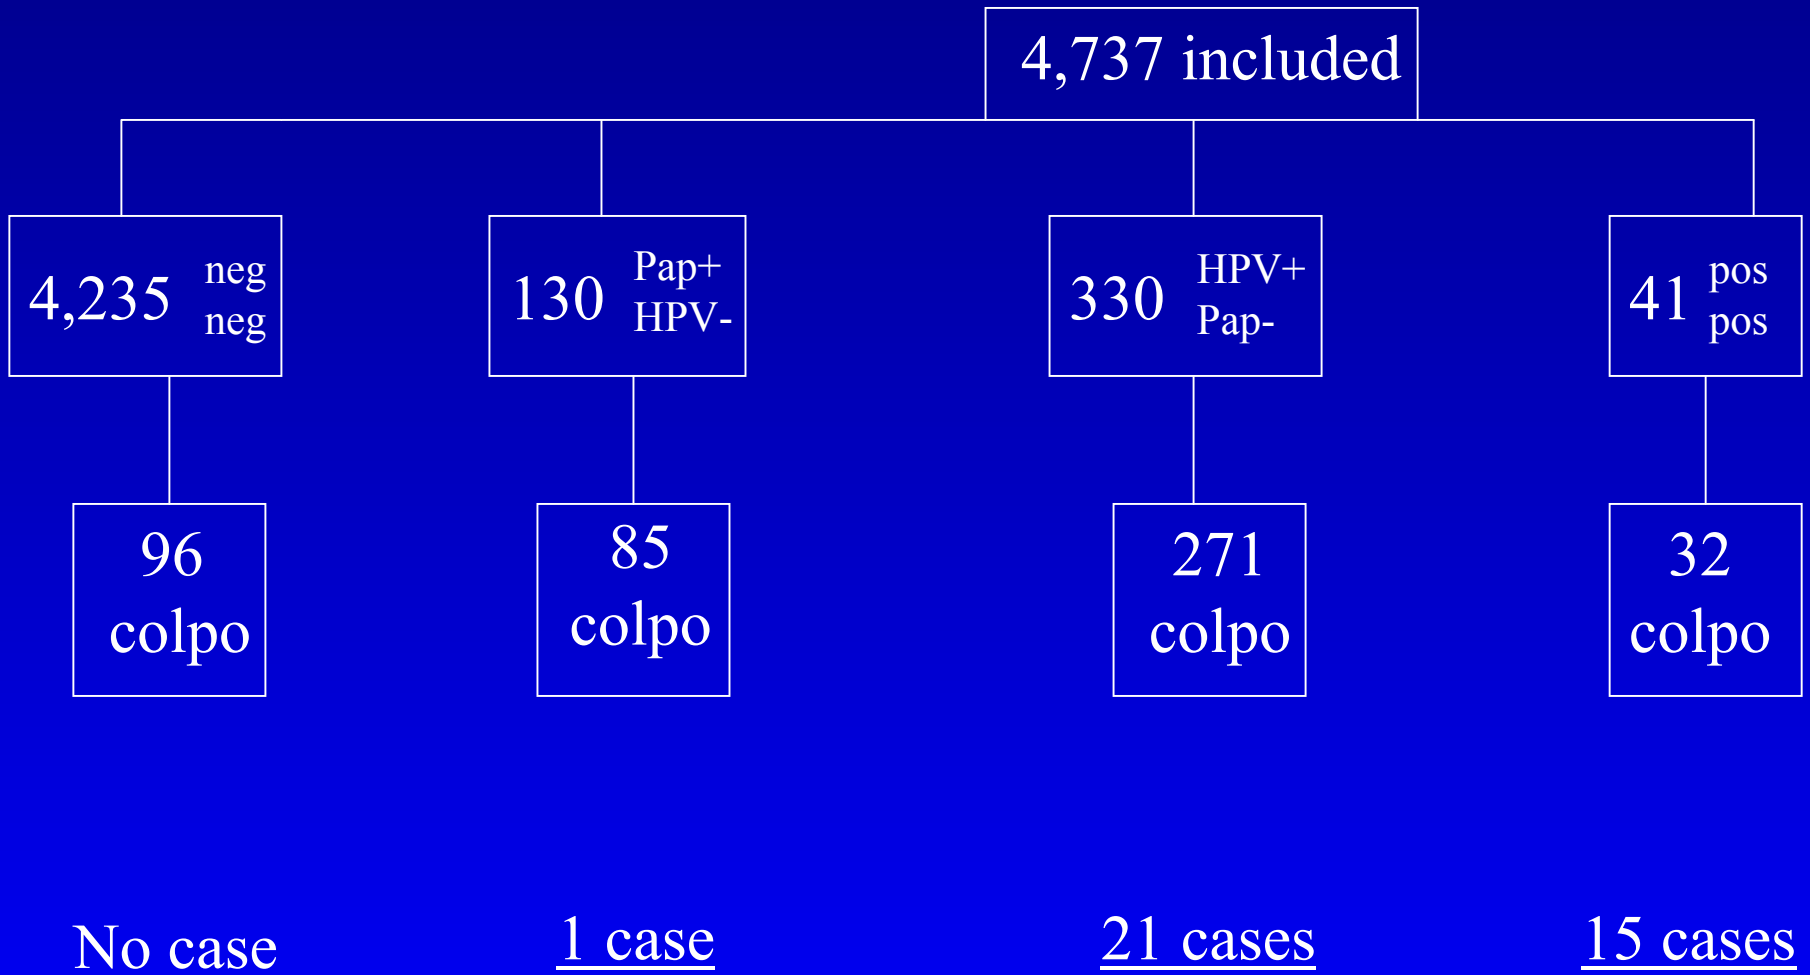 4,737 included
4,235 neg
neg
130 Pap+
HPV-
330 HPV+
Pap-
41 pos
pos
96
colpo
85
colpo
271
colpo
32
colpo
No case
1 case
21 cases
15 cases